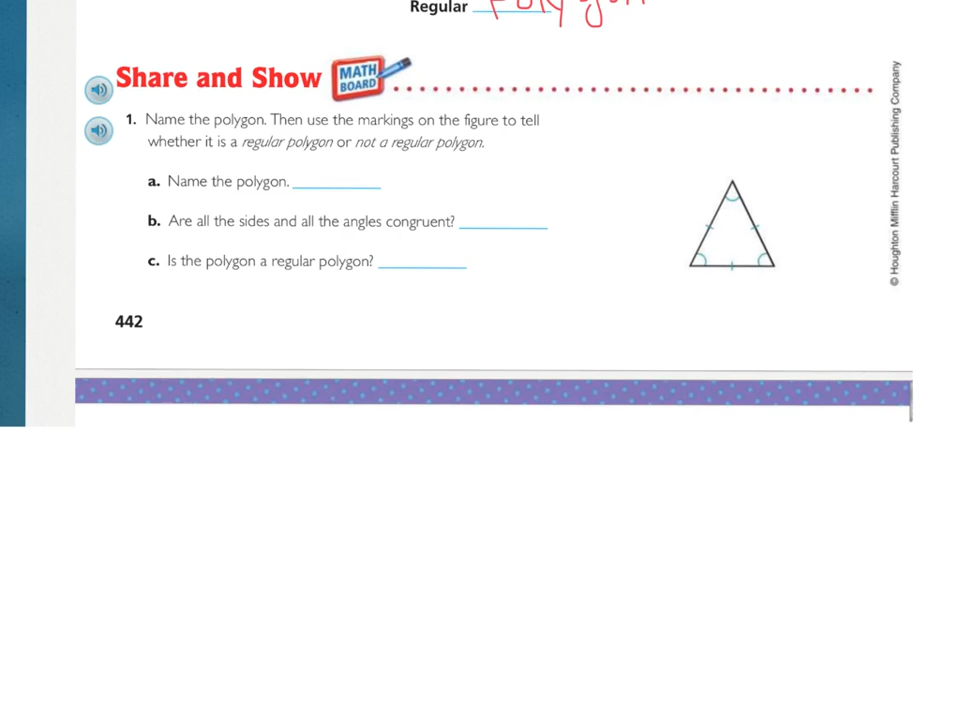 Regular Polygon
Share and Show MATH BOARD
1. Name the polygon. Then use the markings on the figure to tell
whether it is a regular polygon or not a regular polygon.
a. Name the polygon.
b. Are all the sides and all the angles congruent?
c. Is the polygon a regular polygon?
442
© Houghton Mifflin Harcourt Publishing Company